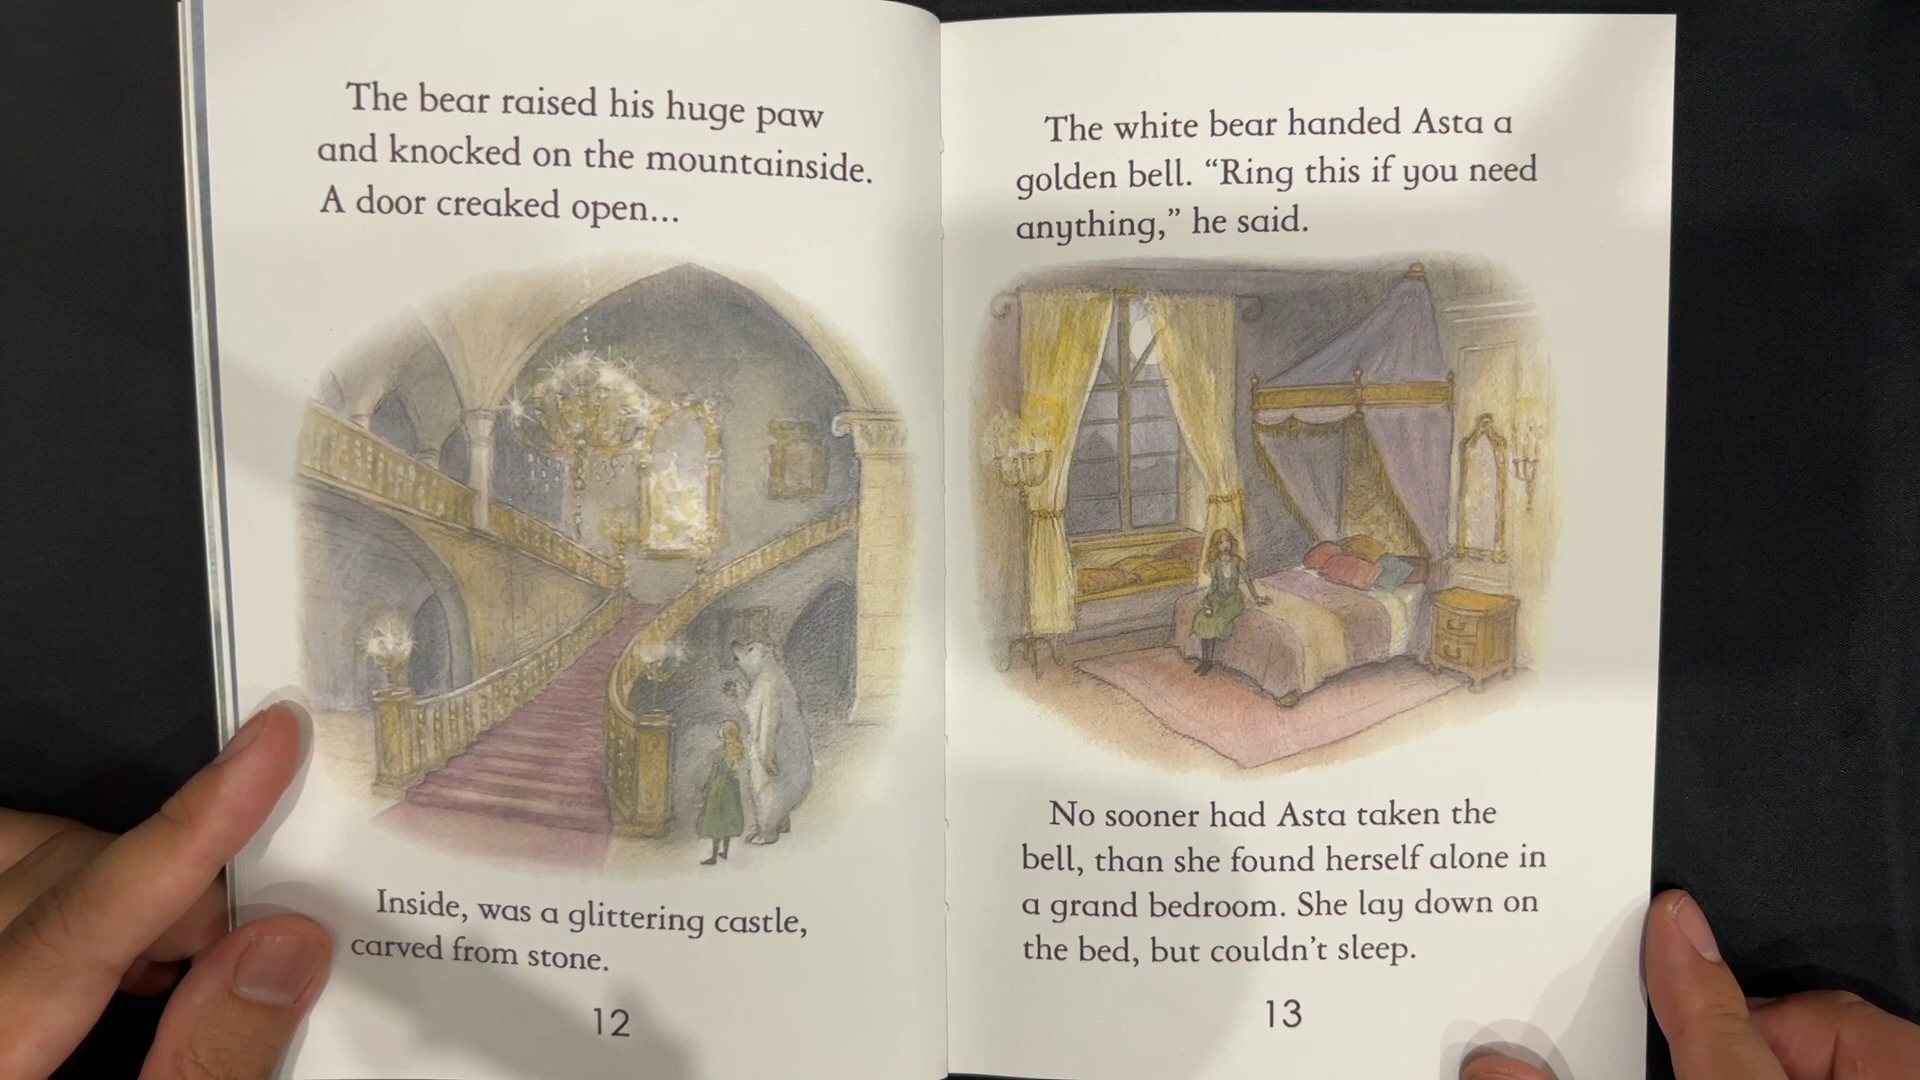 The bear raised his huge paw
and knocked on the mountainside.
A door creaked open...
Inside, was a glittering castle,
carved from stone.
12
The white bear handed Asta a
golden bell. “Ring this if you need
anything,” he said.
No sooner had Asta taken the
bell, than she found herself alone in
a grand bedroom. She lay down on
the bed, but couldn’t sleep.
13